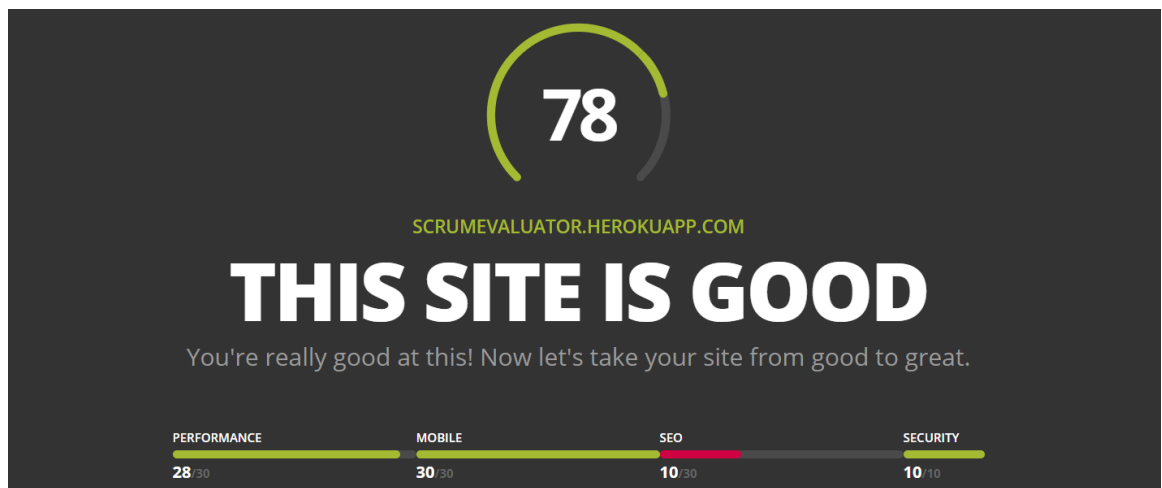 78
SCRUMEVALUATOR.HEROKUAPP.COM
THIS SITE IS GOOD
You're really good at this! Now let's take your site from good to great.
PERFORMANCE MOBILE SEO SECURITY
28/30 30/30 10/30 10/10